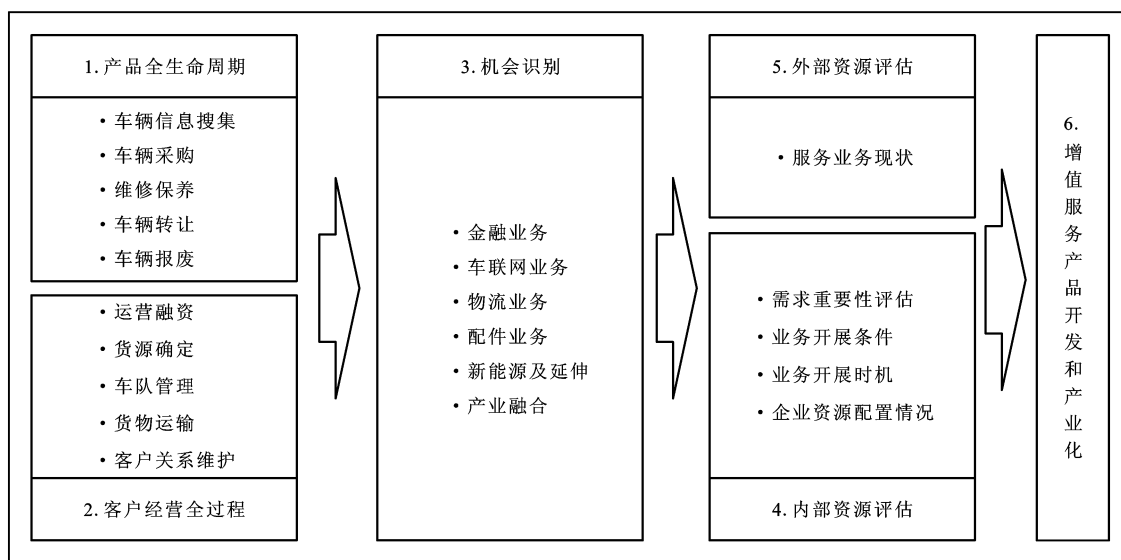 1.产品全生命周期
·车辆信息搜集
·车辆采购
·维修保养
·车辆转让
·车辆报废
·运营融资
·货源确定
·车队管理
·货物运输
·客户关系维护
2.客户经营全过程
3.机会识别
·金融业务
·车联网业务
·物流业务
·配件业务
·新能源及延伸
·产业融合
5.外部资源评估
·服务业务现状
·需求重要性评估
·业务开展条件
·业务开展时机
·企业资源配置情况
4.内部资源评估
6.增值服务产品开发和产业化